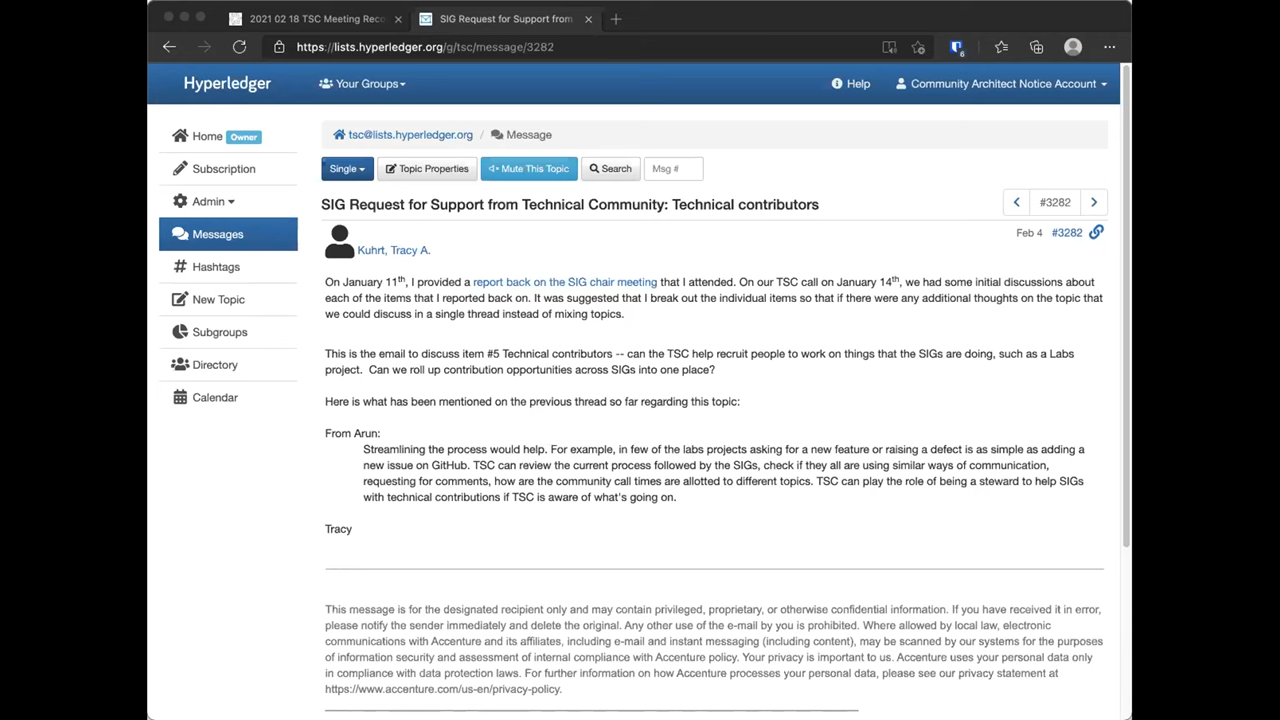 2021 02 18 TSC Meeting Reco
SIG Request for Support from
https://lists.hyperledger.org/g/tsc/message/3282
6
Hyperledger
Your Groups
Help
Community Architect Notice Account
Home Owner
Subscription
Admin
Messages
Hashtags
New Topic
Subgroups
Directory
Calendar
tsc@lists.hyperledger.org / Message
Single
Topic Properties
Mute This Topic
Search
Msg #
SIG Request for Support from Technical Community: Technical contributors
#3282
Feb 4 #3282
Kuhrt, Tracy A.
On January 11th, I provided a report back on the SIG chair meeting that I attended. On our TSC call on January 14th, we had some initial discussions about
each of the items that I reported back on. It was suggested that I break out the individual items so that if there were any additional thoughts on the topic that
we could discuss in a single thread instead of mixing topics.
This is the email to discuss item #5 Technical contributors -- can the TSC help recruit people to work on things that the SIGs are doing, such as a Labs
project. Can we roll up contribution opportunities across SIGs into one place?
Here is what has been mentioned on the previous thread so far regarding this topic:
From Arun:
Streamlining the process would help. For example, in few of the labs projects asking for a new feature or raising a defect is as simple as adding a
new issue on GitHub. TSC can review the current process followed by the SIGs, check if they all are using similar ways of communication,
requesting for comments, how are the community call times are allotted to different topics. TSC can play the role of being a steward to help SIGs
with technical contributions if TSC is aware of what's going on.
Tracy
This message is for the designated recipient only and may contain privileged, proprietary, or otherwise confidential information. If you have received it in error,
please notify the sender immediately and delete the original. Any other use of the e-mail by you is prohibited. Where allowed by local law, electronic
communications with Accenture and its affiliates, including e-mail and instant messaging (including content), may be scanned by our systems for the purposes
of information security and assessment of internal compliance with Accenture policy. Your privacy is important to us. Accenture uses your personal data only
in compliance with data protection laws. For further information on how Accenture processes your personal data, please see our privacy statement at
https://www.accenture.com/us-en/privacy-policy.